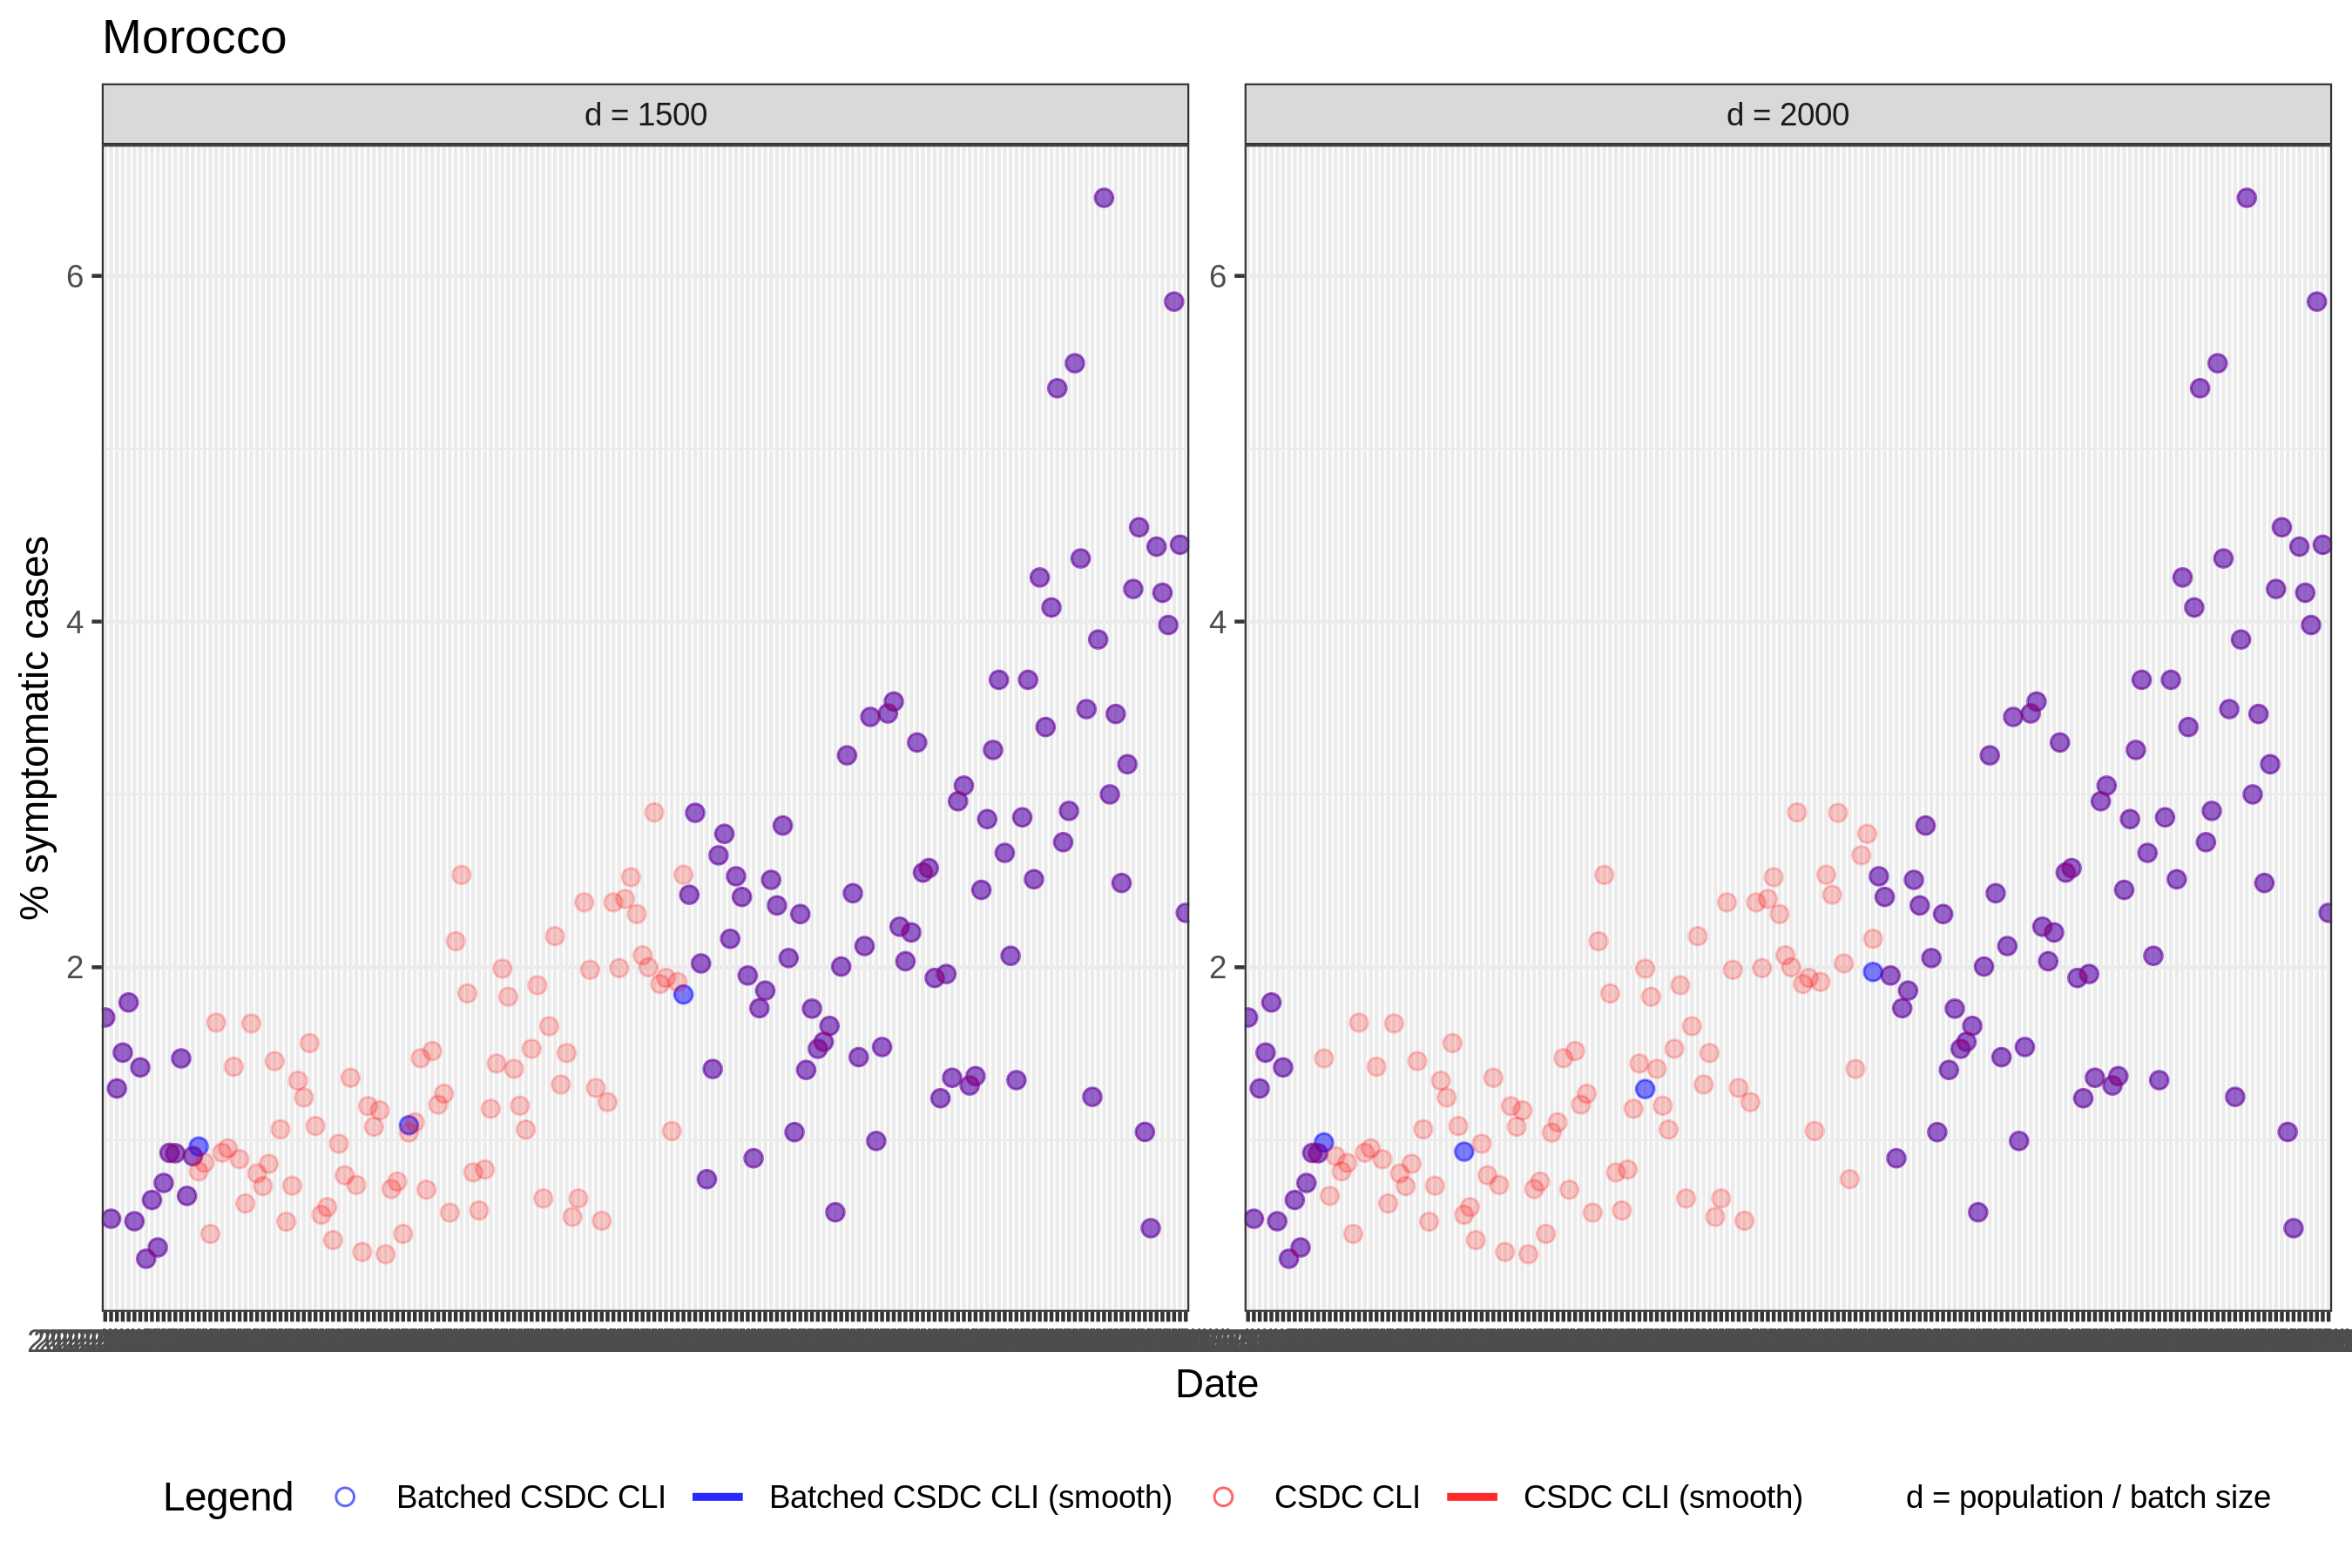 Morocco
d = 1500
d = 2000
% symptomatic cases
6
4
2
6
4
2
Date
Legend
Batched CSDC CLI
Batched CSDC CLI (smooth)
CSDC CLI
CSDC CLI (smooth)
d = population / batch size